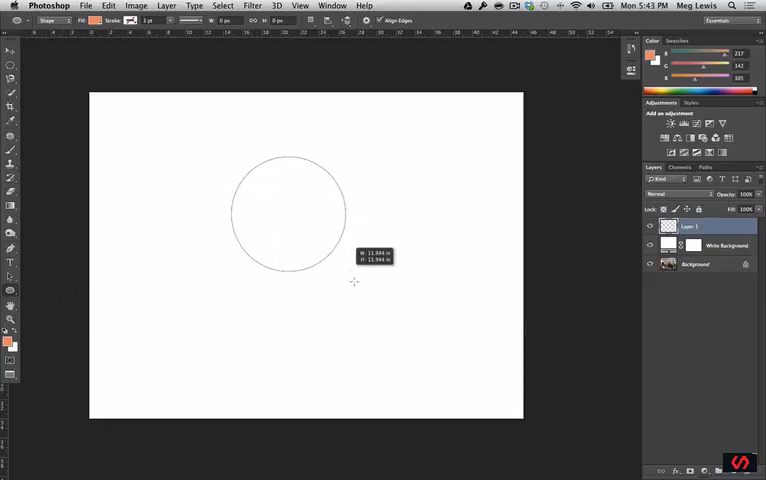 Photoshop File Edit Image Layer Type Select Filter 3D View Window Help Mon 5:43 PM Meg Lewis
Shape Fill: Stroke: 3 pt W: 0 px H: 0 px Align Edges Essentials
Color Swatches
R 237
G 142
B 105
Adjustments Styles
Add an adjustment
Layers Channels Paths
Kind
Normal Opacity: 100%
Lock: Fill: 100%
Layer 1
White Background
Background
W: 11.944 in
H: 11.944 in
fx